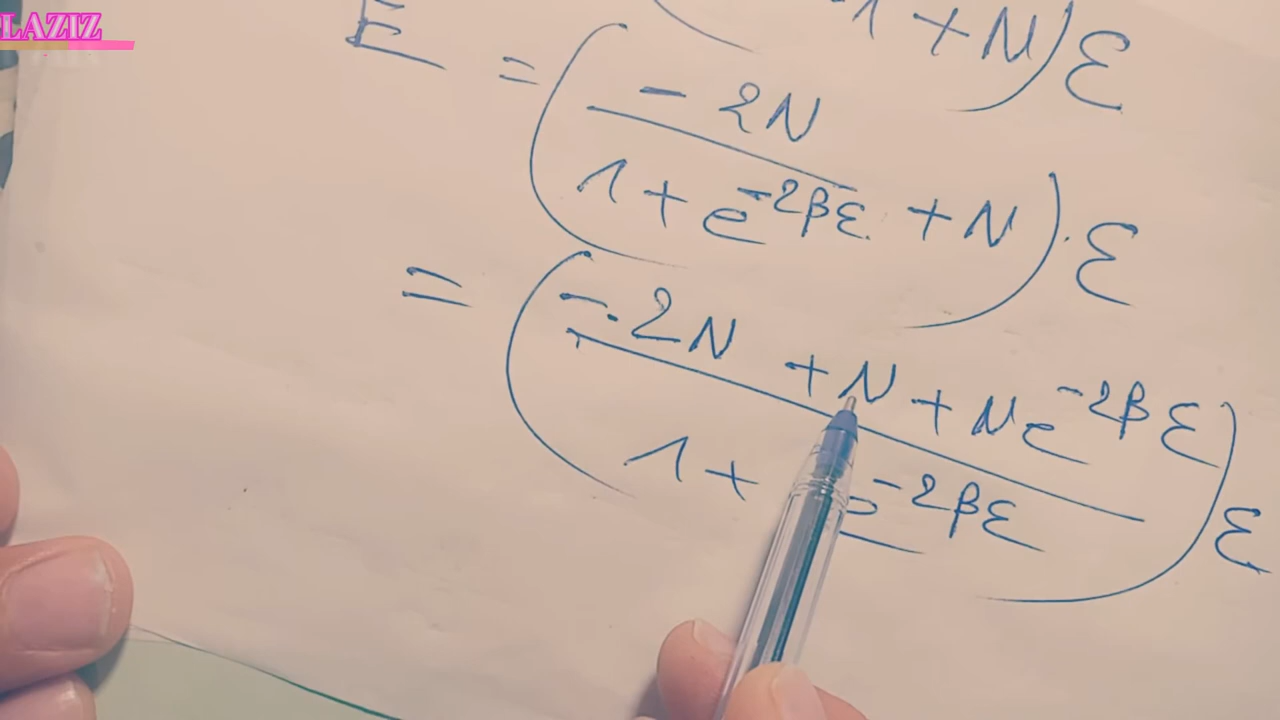 LAZIZ
1 + N) ε
E = (-2N / 1 + e^{-2βε} + N) . ε
= (-2N + N + Ne^{-2βε} / 1 + e^{-2βε}) ε